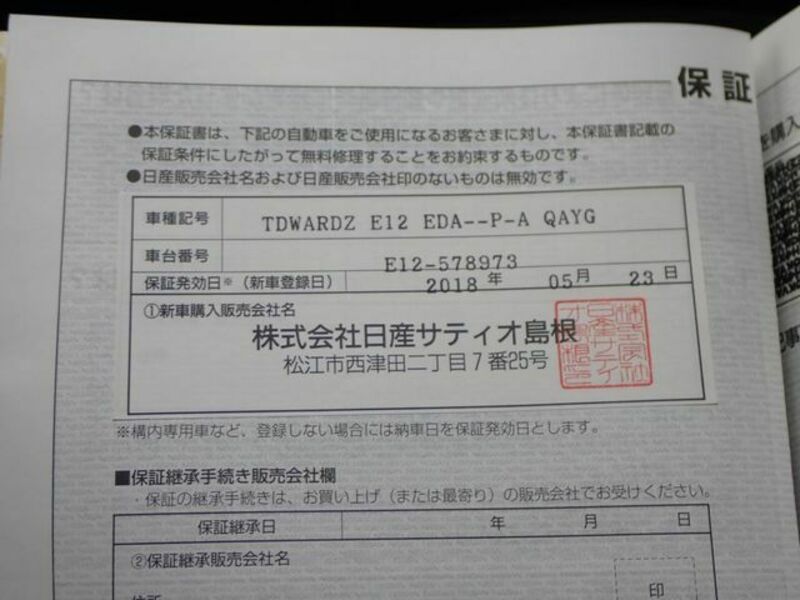 保証
●本保証書は、下記の自動車をご使用になるお客さまに対し、本保証書記載の
保証条件にしたがって無料修理することをお約束するものです。
●日産販売会社名および日産販売会社印のないものは無効です。
車種記号 TDWARDZ E12 EDA--P-A QAYG
車台番号 E12-578973
保証発効日※（新車登録日） 2018 年 05 月 23 日
①新車購入販売会社名
株式会社日産サティオ島根
松江市西津田二丁目7番25号
※構内専用車など、登録しない場合には納車日を保証発効日とします。
■保証継承手続き販売会社欄
・保証の継承手続きは、お買い上げ（または最寄り）の販売会社でお受けください。
保証継承日 年 月 日
②保証継承販売会社名
印
住所
を購入
記事